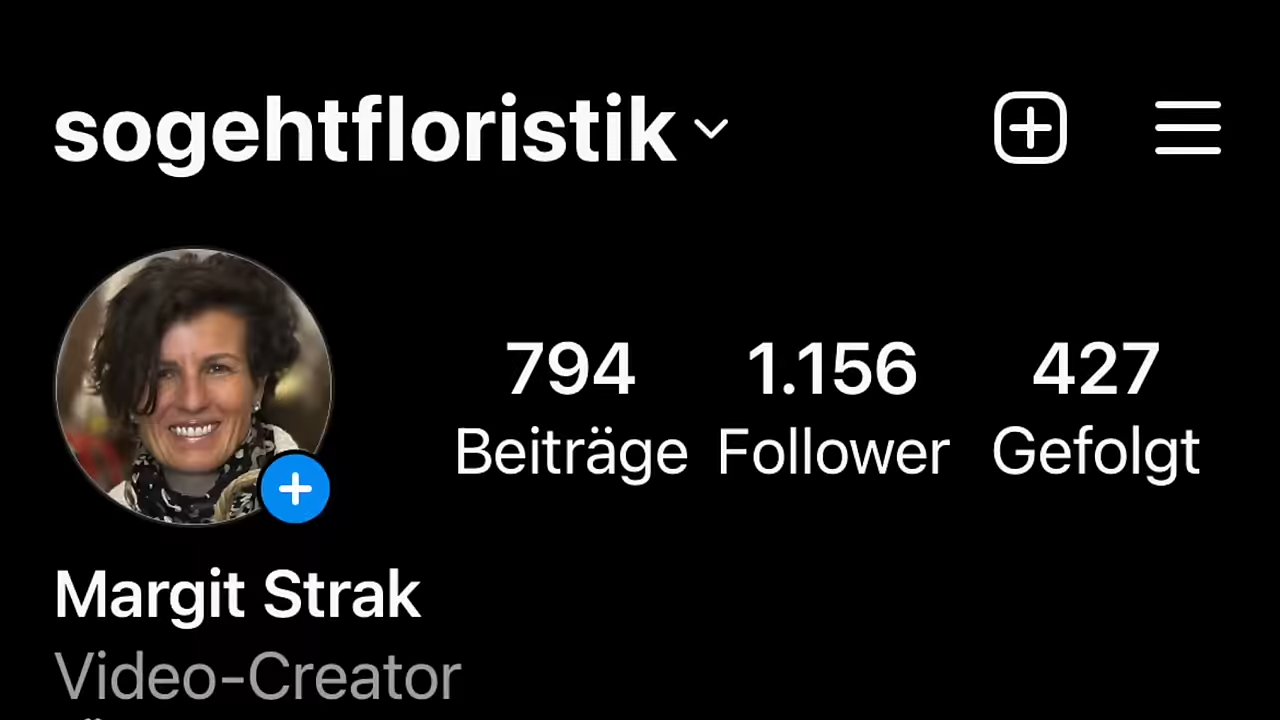 sogehtfloristik
794 1.156 427
Beiträge Follower Gefolgt
Margit Strak
Video-Creator